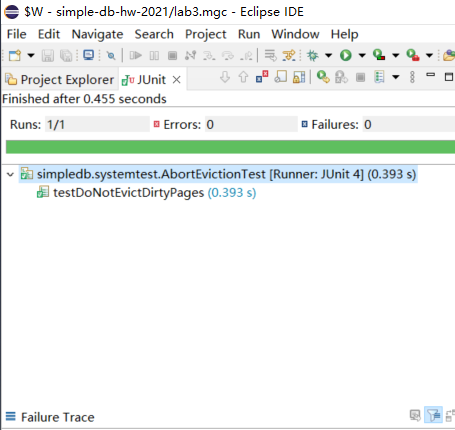 $W - simple-db-hw-2021/lab3.mgc - Eclipse IDE
File Edit Navigate Search Project Run Window Help
Project Explorer JUnit
Finished after 0.455 seconds
Runs: 1/1 Errors: 0 Failures: 0
simpledb.systemtest.AbortEvictionTest [Runner: JUnit 4] (0.393 s)
testDoNotEvictDirtyPages (0.393 s)
Failure Trace